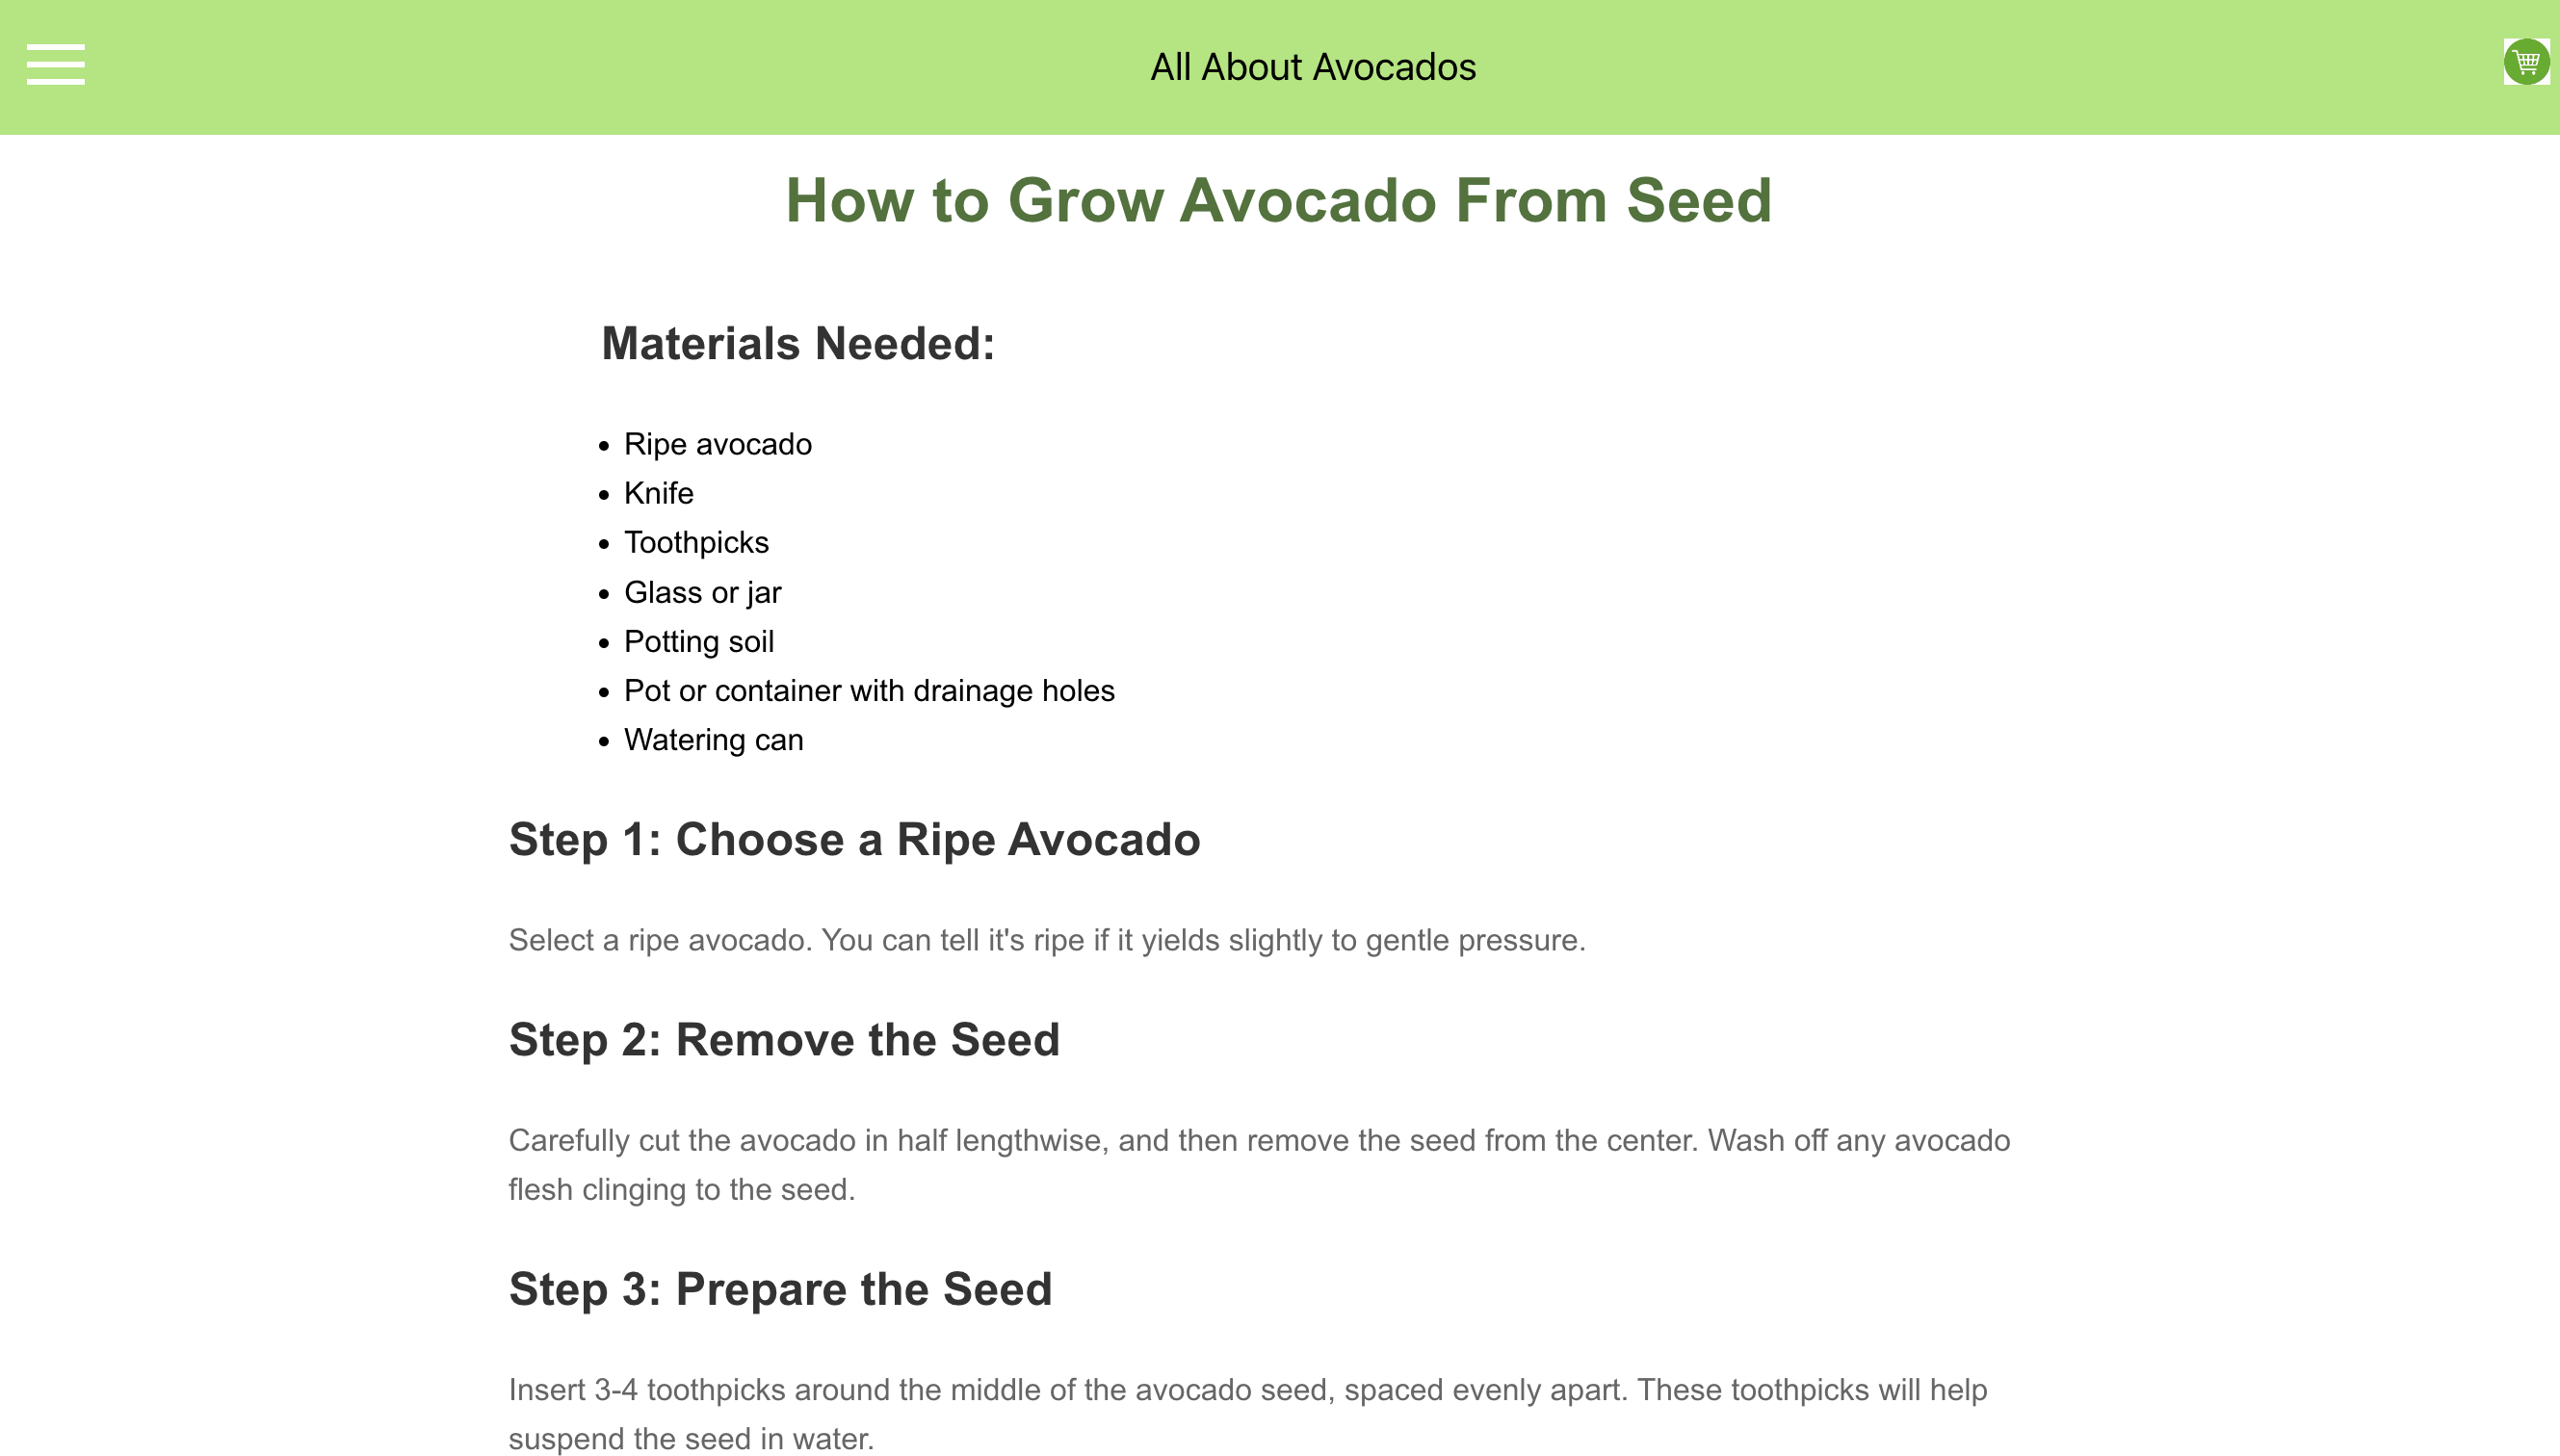 All About Avocados
How to Grow Avocado From Seed
Materials Needed:
Ripe avocado
Knife
Toothpicks
Glass or jar
Potting soil
Pot or container with drainage holes
Watering can
Step 1: Choose a Ripe Avocado
Select a ripe avocado. You can tell it's ripe if it yields slightly to gentle pressure.
Step 2: Remove the Seed
Carefully cut the avocado in half lengthwise, and then remove the seed from the center. Wash off any avocado
flesh clinging to the seed.
Step 3: Prepare the Seed
Insert 3-4 toothpicks around the middle of the avocado seed, spaced evenly apart. These toothpicks will help
suspend the seed in water.